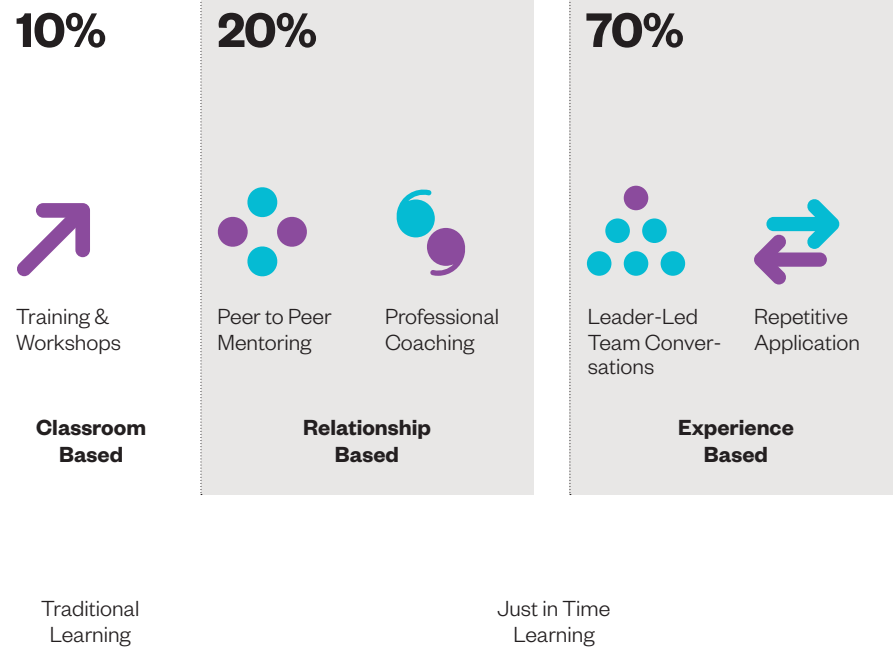 10%
Training &
Workshops
Classroom
Based
20%
Peer to Peer
Mentoring
Professional
Coaching
Relationship
Based
70%
Leader-Led
Team Conver-
sations
Repetitive
Application
Experience
Based
Traditional
Learning
Just in Time
Learning